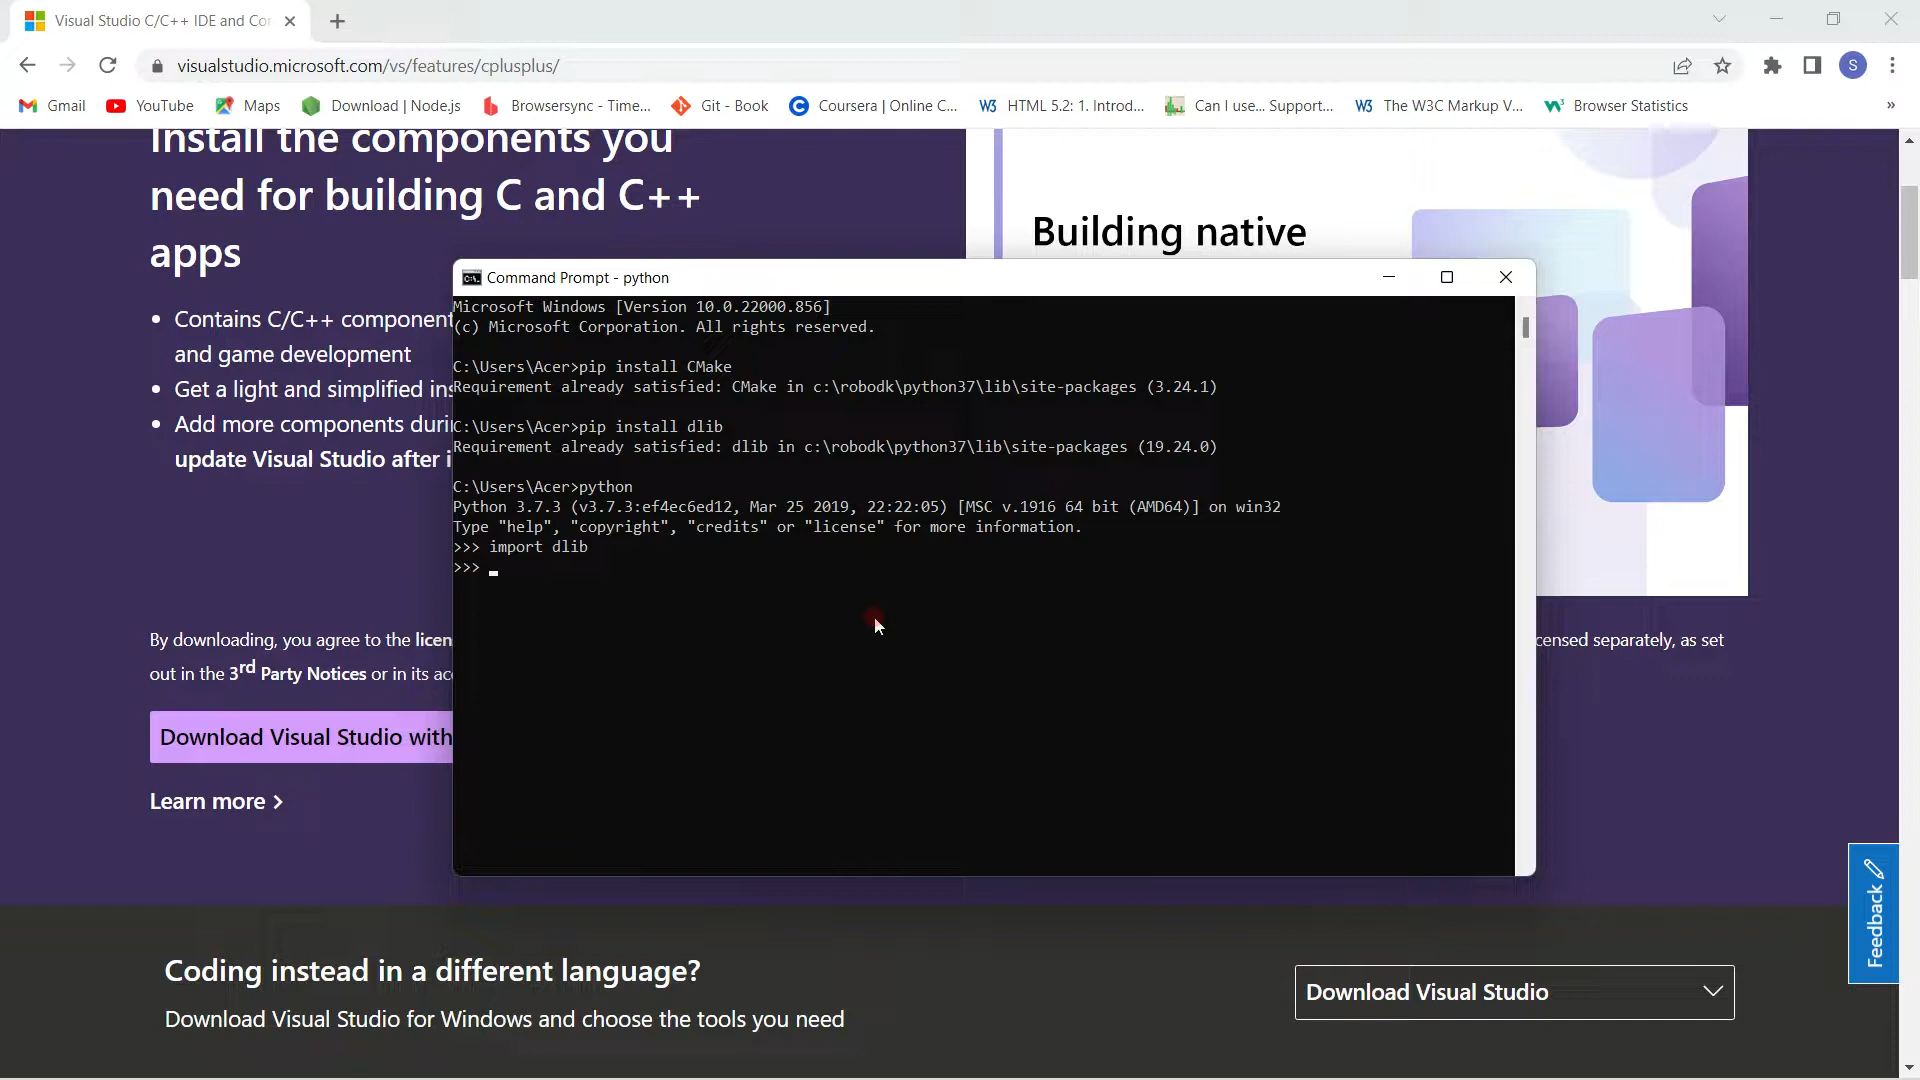 Visual Studio C/C++ IDE and Cor
visualstudio.microsoft.com/vs/features/cplusplus/
S
Gmail
YouTube
Maps
Download | Node.js
Browsersync - Time...
Git - Book
Coursera | Online C...
HTML 5.2: 1. Introd...
Can I use... Support...
The W3C Markup V...
Browser Statistics
»
Install the components you
need for building C and C++
apps
Building native
Contains C/C++ component
and game development
Get a light and simplified ins
Add more components duri
update Visual Studio after i
Command Prompt - python
Microsoft Windows [Version 10.0.22000.856]
(c) Microsoft Corporation. All rights reserved.
C:\Users\Acer>pip install CMake
Requirement already satisfied: CMake in c:\robodk\python37\lib\site-packages (3.24.1)
C:\Users\Acer>pip install dlib
Requirement already satisfied: dlib in c:\robodk\python37\lib\site-packages (19.24.0)
C:\Users\Acer>python
Python 3.7.3 (v3.7.3:ef4ec6ed12, Mar 25 2019, 22:22:05) [MSC v.1916 64 bit (AMD64)] on win32
Type "help", "copyright", "credits" or "license" for more information.
>>> import dlib
>>>
By downloading, you agree to the licen
censed separately, as set
out in the 3rd Party Notices or in its ac
Download Visual Studio with
Learn more >
Feedback
Coding instead in a different language?
Download Visual Studio for Windows and choose the tools you need
Download Visual Studio